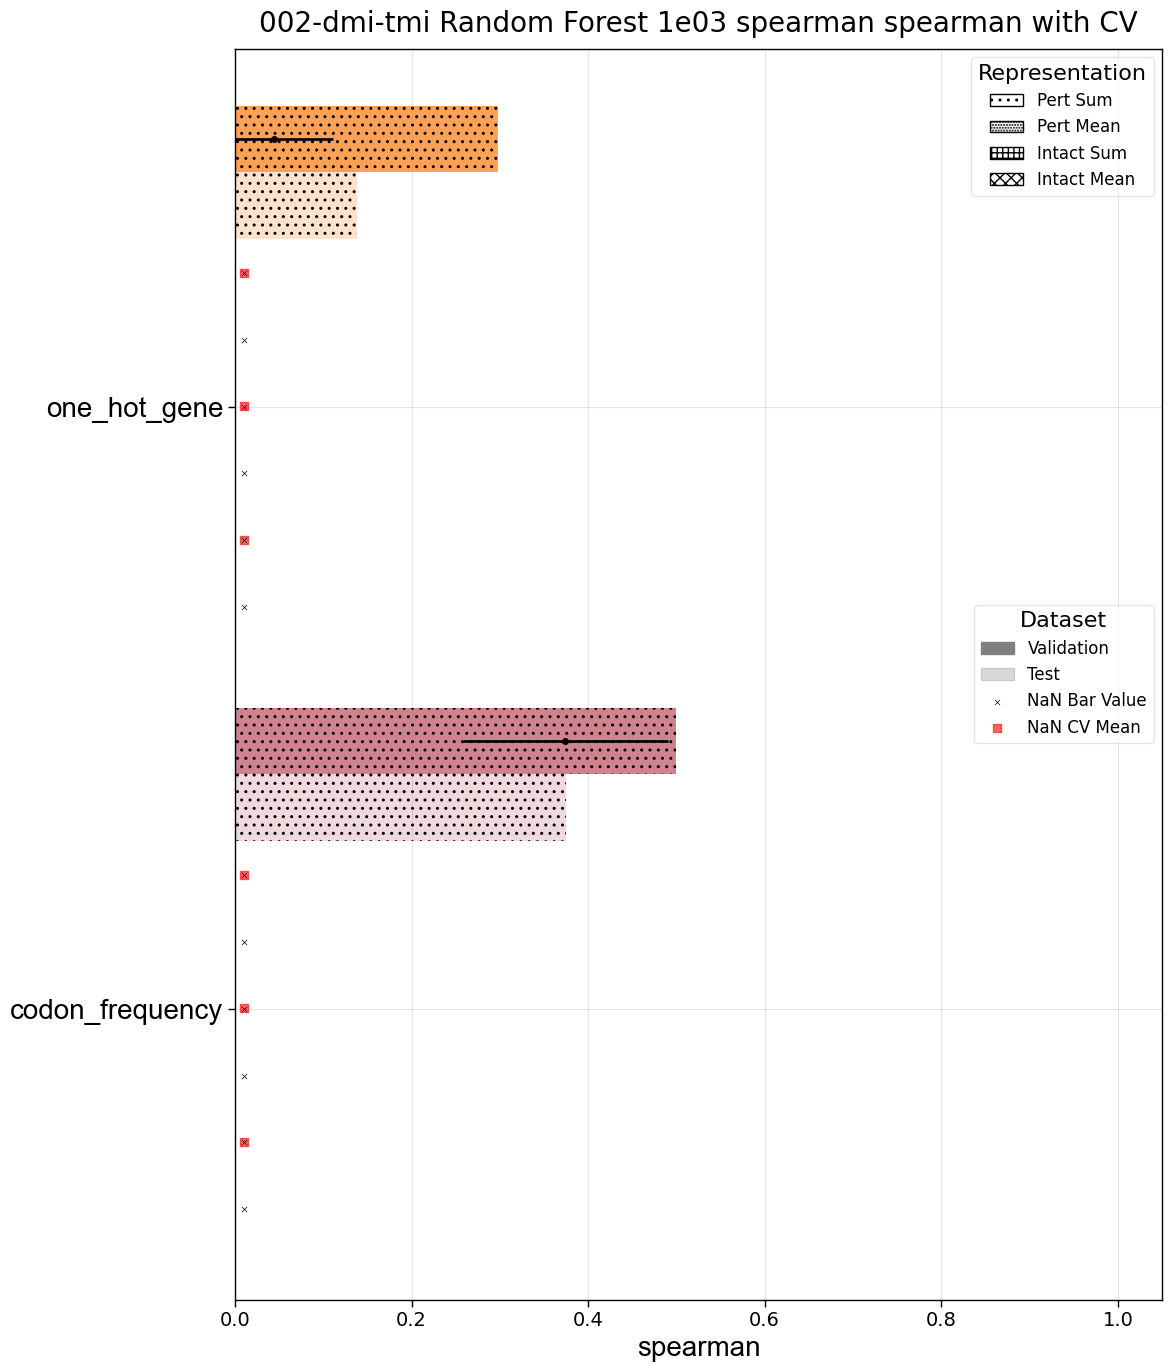 002-dmi-tmi Random Forest 1e03 spearman spearman with CV
Representation
Pert Sum
Pert Mean
Intact Sum
Intact Mean
one_hot_gene
Dataset
Validation
Test
NaN Bar Value
NaN CV Mean
codon_frequency
0.0 0.2 0.4 0.6 0.8 1.0
spearman